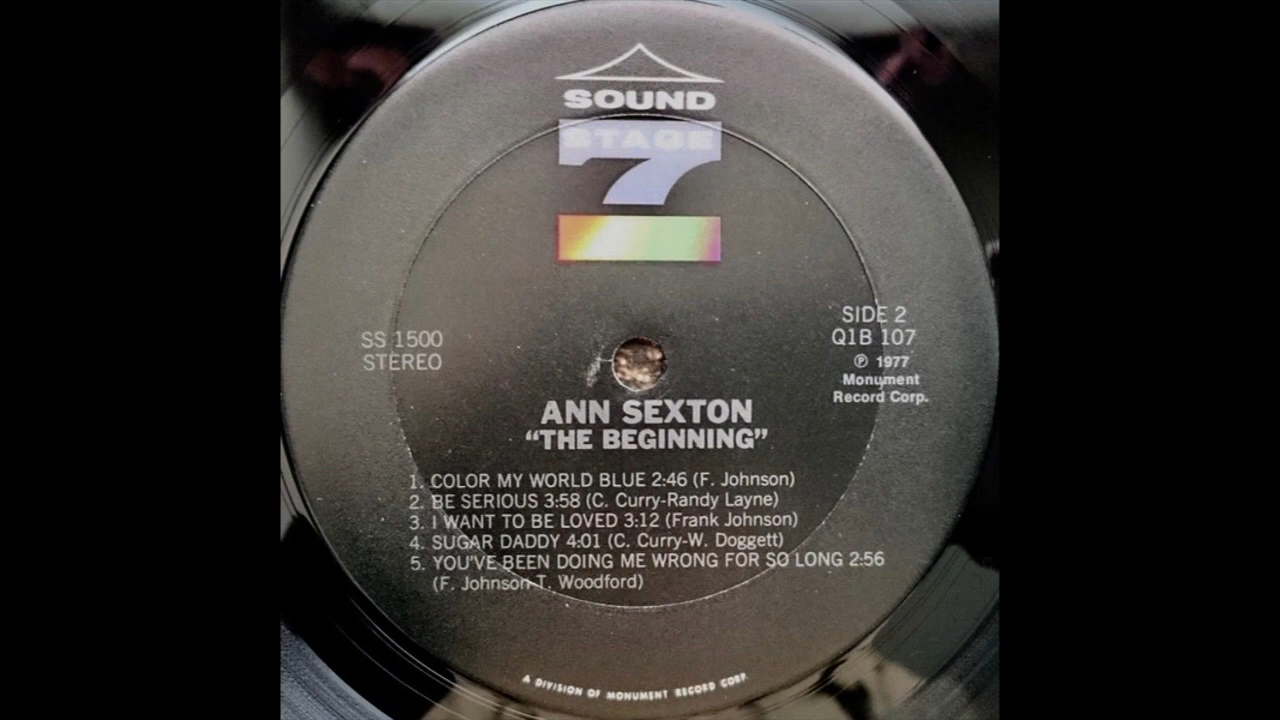 SOUND
STAGE
7
SS 1500
STEREO
SIDE 2
Q1B 107
℗ 1977
Monument
Record Corp.
ANN SEXTON
“THE BEGINNING”
1. COLOR MY WORLD BLUE 2:46 (F. Johnson)
2. BE SERIOUS 3:58 (C. Curry-Randy Layne)
3. I WANT TO BE LOVED 3:12 (Frank Johnson)
4. SUGAR DADDY 4:01 (C. Curry-W. Doggett)
5. YOU'VE BEEN DOING ME WRONG FOR SO LONG 2:56
(F. Johnson-T. Woodford)
A DIVISION OF MONUMENT RECORD CORP.